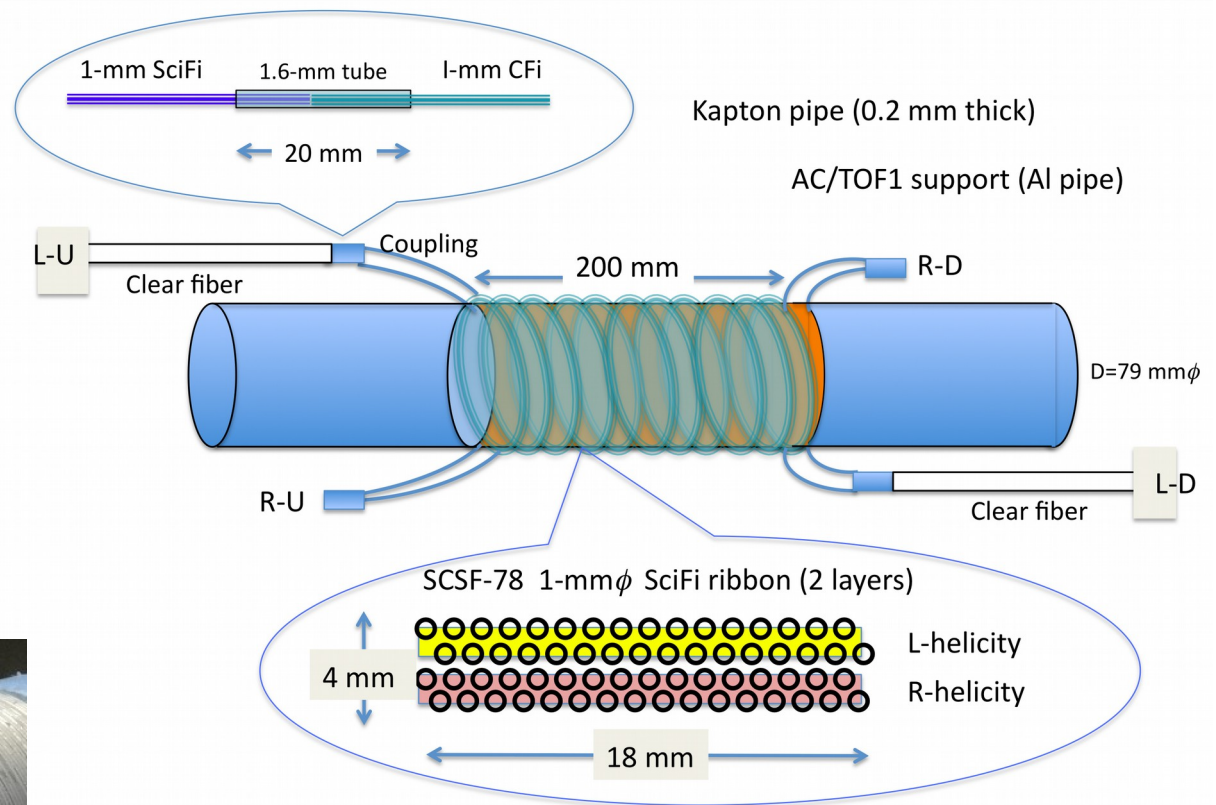 1-mm SciFi
1.6-mm tube
I-mm CFi
20 mm
Kapton pipe (0.2 mm thick)
AC/TOF1 support (Al pipe)
L-U
Clear fiber
Coupling
200 mm
R-D
D=79 mmϕ
R-U
L-D
Clear fiber
SCSF-78 1-mmϕ SciFi ribbon (2 layers)
4 mm
L-helicity
R-helicity
18 mm